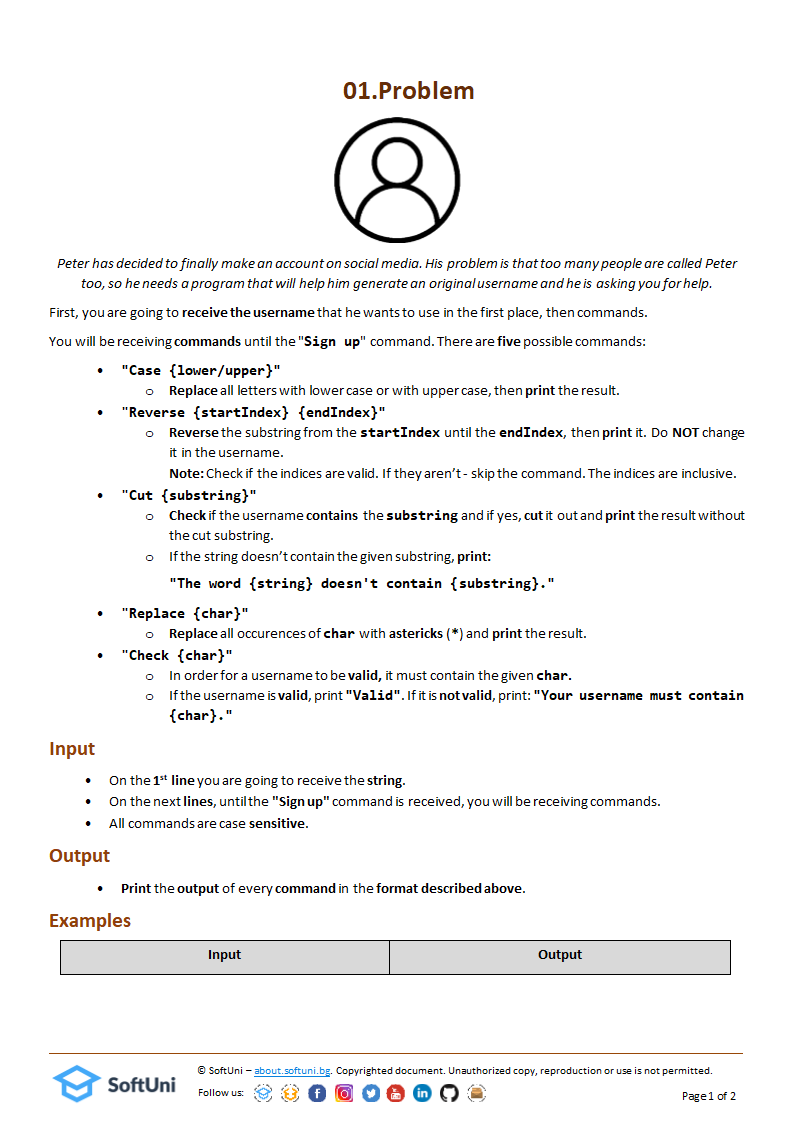 01.Problem
Peter has decided to finally make an account on social media. His problem is that too many people are called Peter
too, so he needs a program that will help him generate an original username and he is asking you for help.
First, you are going to receive the username that he wants to use in the first place, then commands.
You will be receiving commands until the "Sign up" command. There are five possible commands:
• "Case {lower/upper}"
o Replace all letters with lower case or with upper case, then print the result.
• "Reverse {startIndex} {endIndex}"
o Reverse the substring from the startIndex until the endIndex, then print it. Do NOT change
it in the username.
Note: Check if the indices are valid. If they aren’t - skip the command. The indices are inclusive.
• "Cut {substring}"
o Check if the username contains the substring and if yes, cut it out and print the result without
the cut substring.
o If the string doesn’t contain the given substring, print:
"The word {string} doesn't contain {substring}."
• "Replace {char}"
o Replace all occurences of char with astericks (*) and print the result.
• "Check {char}"
o In order for a username to be valid, it must contain the given char.
o If the username is valid, print "Valid". If it is not valid, print: "Your username must contain
{char}."
Input
• On the 1st line you are going to receive the string.
• On the next lines, until the "Sign up" command is received, you will be receiving commands.
• All commands are case sensitive.
Output
• Print the output of every command in the format described above.
Examples
Input Output
© SoftUni – about.softuni.bg. Copyrighted document. Unauthorized copy, reproduction or use is not permitted.
SoftUni
Follow us:
Page 1 of 2